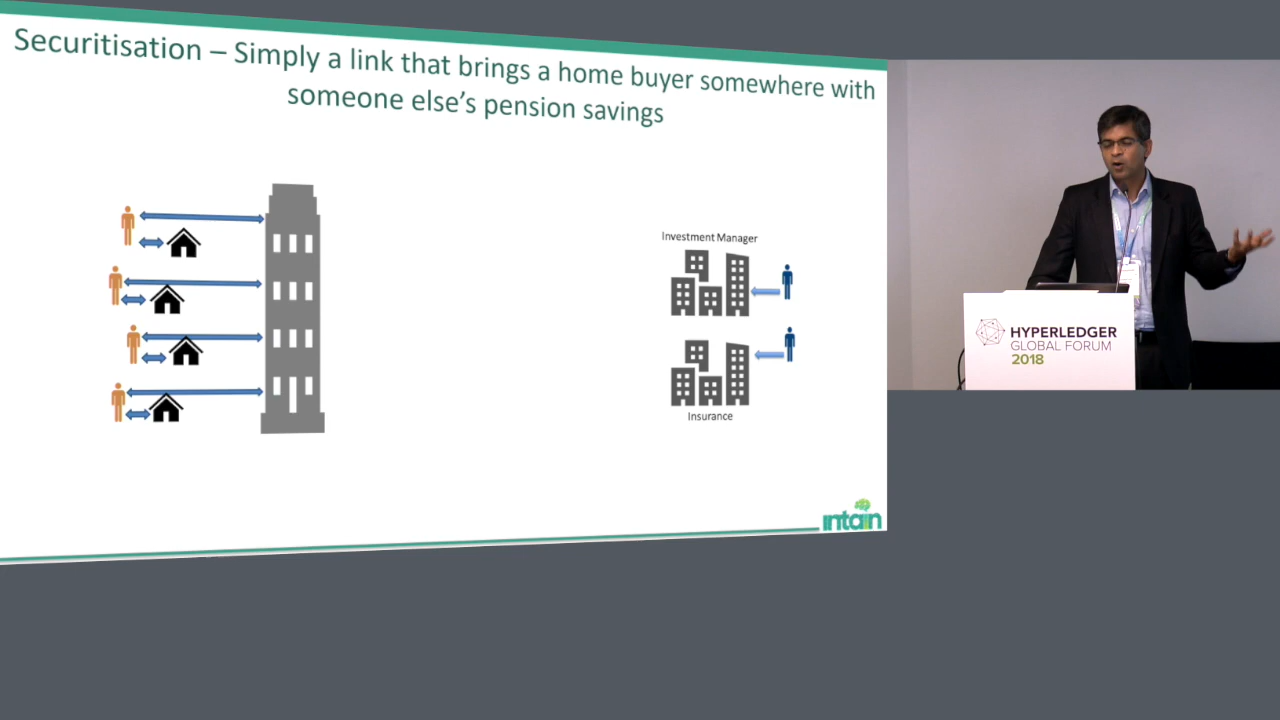 Securitisation – Simply a link that brings a home buyer somewhere with
someone else's pension savings
Investment Manager
Insurance
intain
HYPERLEDGER
GLOBAL FORUM
2018